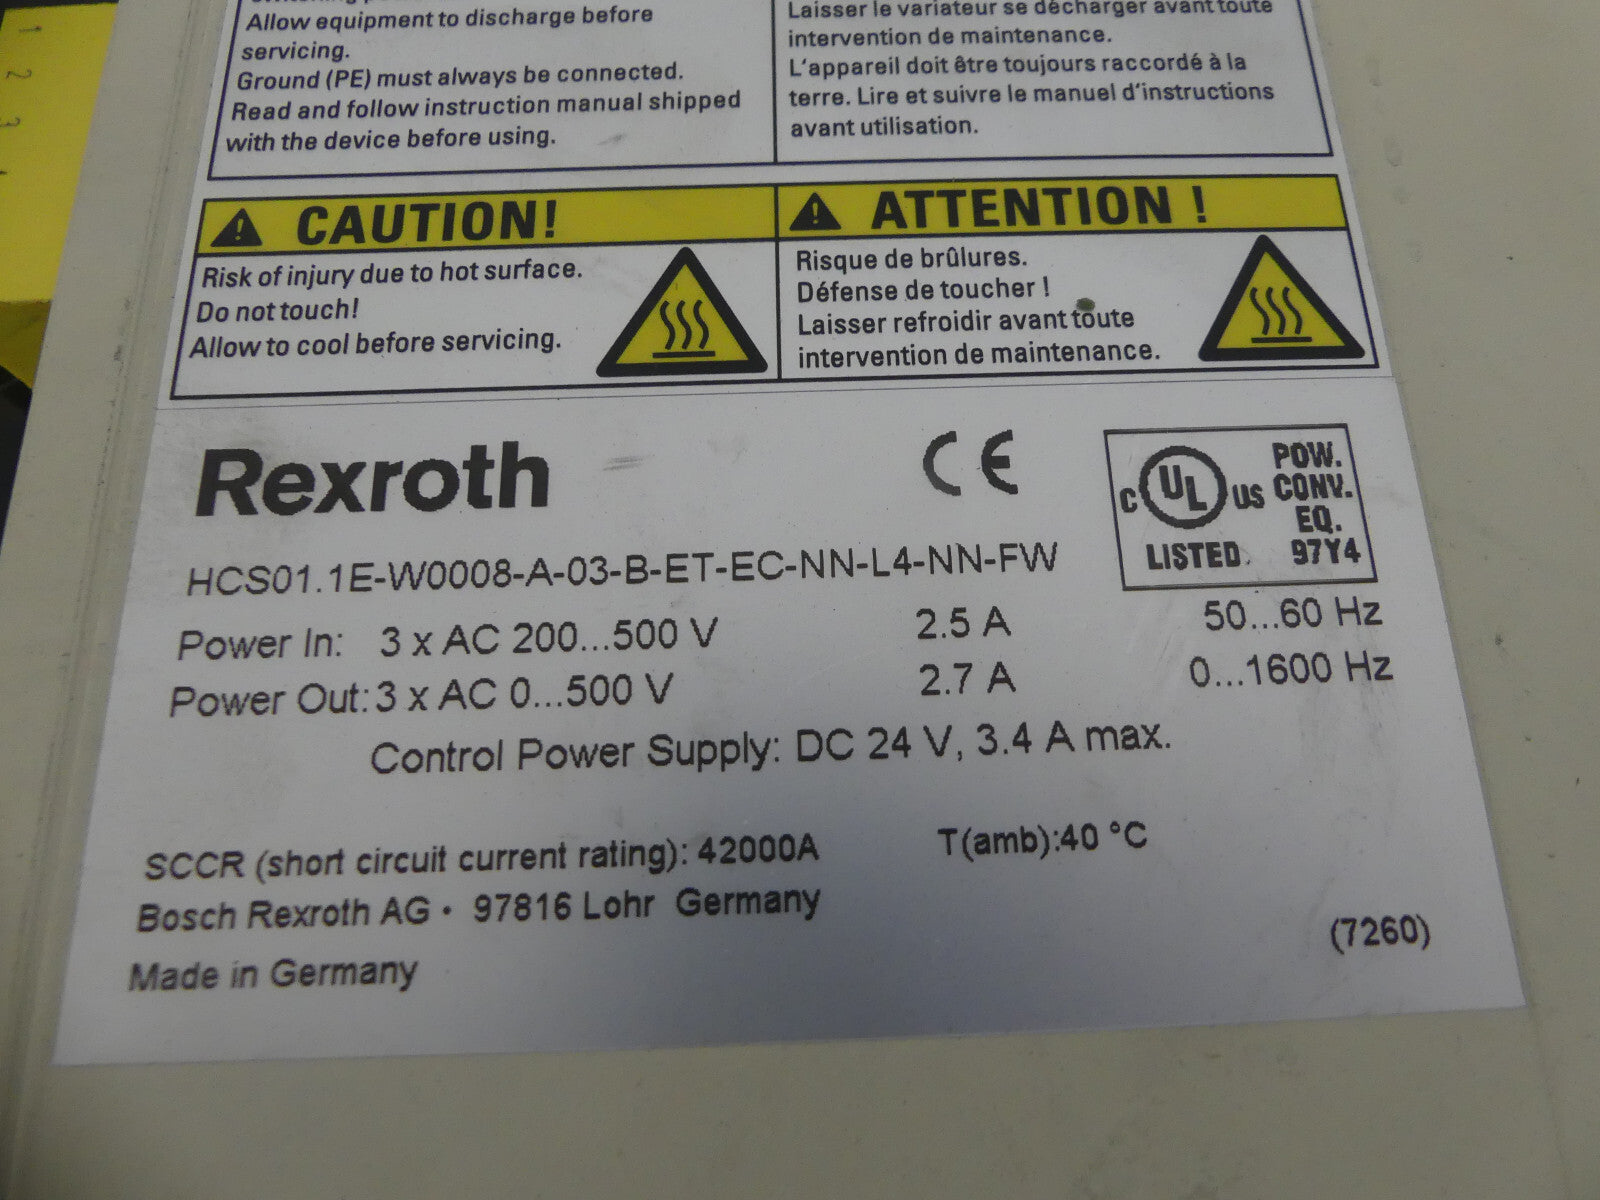 Allow equipment to discharge before
servicing.
Ground (PE) must always be connected.
Read and follow instruction manual shipped
with the device before using.
Laisser le variateur se décharger avant toute
intervention de maintenance.
L'appareil doit être toujours raccordé à la
terre. Lire et suivre le manuel d'instructions
avant utilisation.
CAUTION!
Risk of injury due to hot surface.
Do not touch!
Allow to cool before servicing.
ATTENTION !
Risque de brûlures.
Défense de toucher !
Laisser refroidir avant toute
intervention de maintenance.
Rexroth
CE
C UL US
POW.
CONV.
EQ.
LISTED 97Y4
HCS01.1E-W0008-A-03-B-ET-EC-NN-L4-NN-FW
Power In: 3 x AC 200...500 V 2.5 A 50...60 Hz
Power Out: 3 x AC 0...500 V 2.7 A 0...1600 Hz
Control Power Supply: DC 24 V, 3.4 A max.
SCCR (short circuit current rating): 42000A T(amb):40 °C
Bosch Rexroth AG • 97816 Lohr Germany
(7260)
Made in Germany
1
2
3